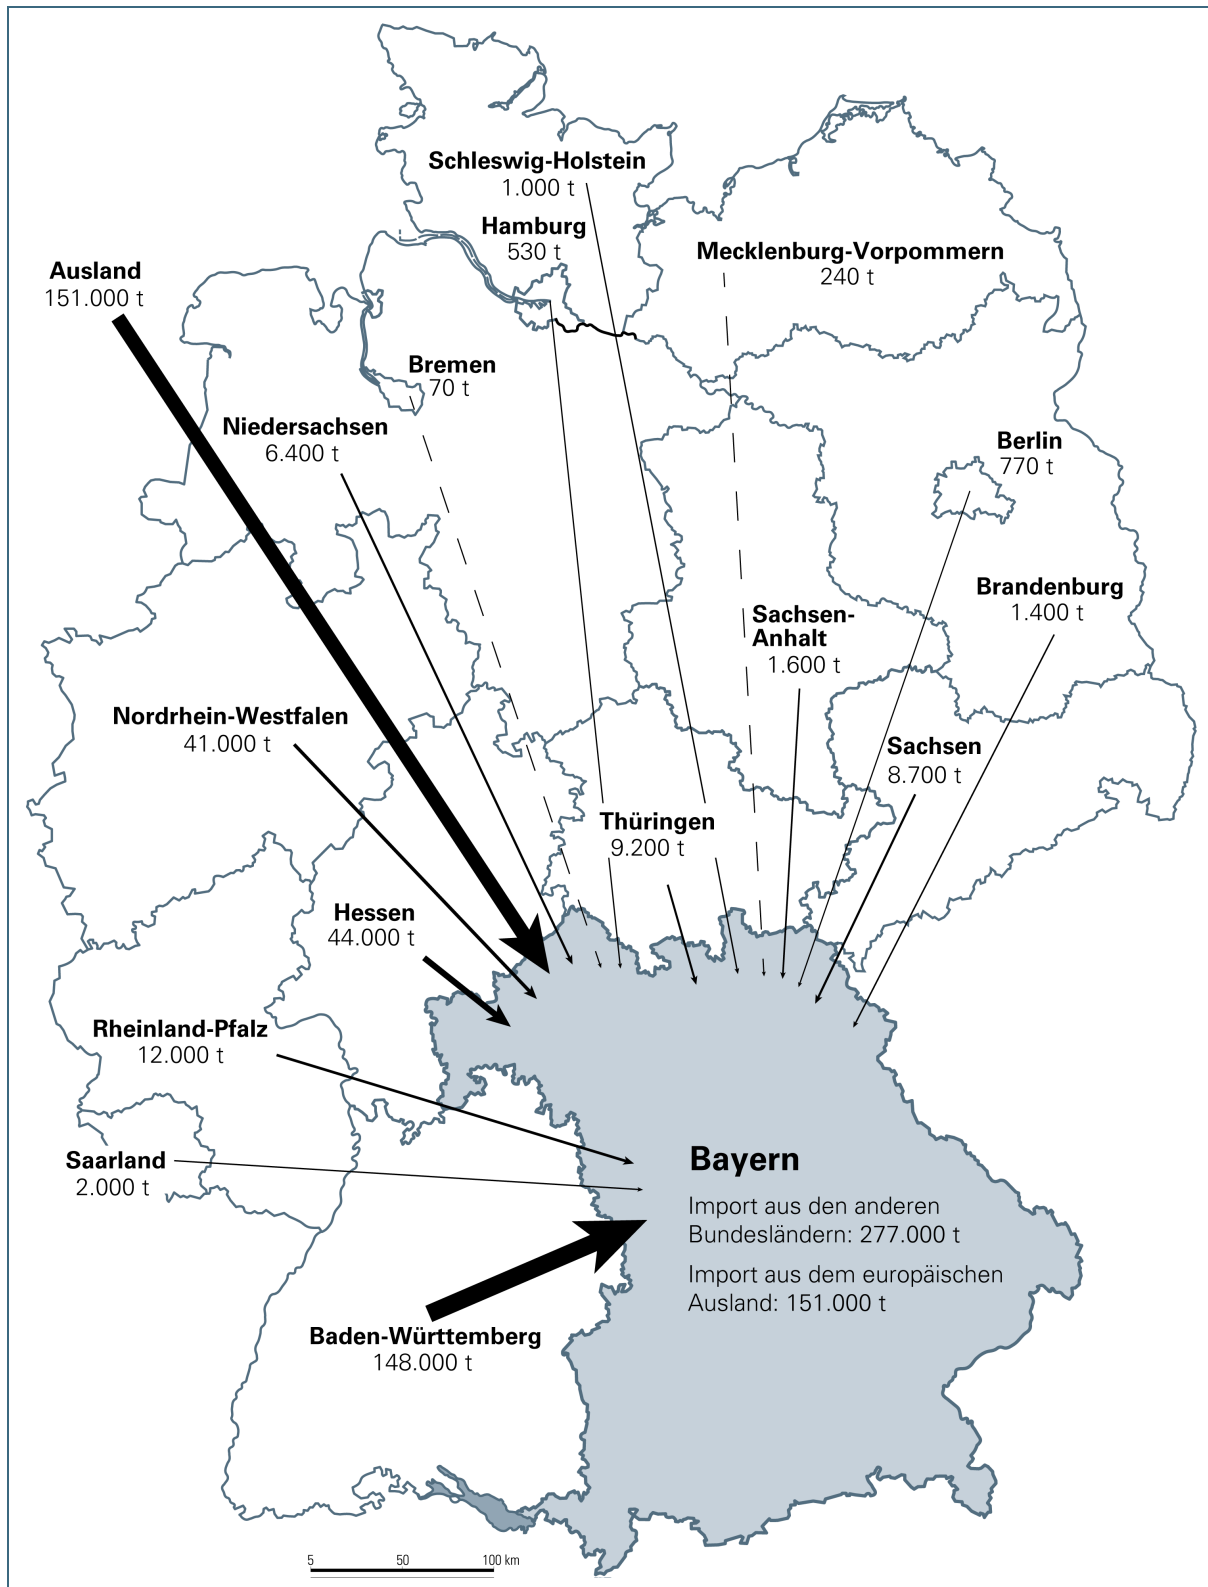 Schleswig-Holstein
1.000 t
Hamburg
530 t
Mecklenburg-Vorpommern
240 t
Ausland
151.000 t
Bremen
70 t
Niedersachsen
6.400 t
Berlin
770 t
Brandenburg
1.400 t
Sachsen-
Anhalt
1.600 t
Nordrhein-Westfalen
41.000 t
Sachsen
8.700 t
Thüringen
9.200 t
Hessen
44.000 t
Rheinland-Pfalz
12.000 t
Saarland
2.000 t
Bayern
Import aus den anderen
Bundesländern: 277.000 t
Import aus dem europäischen
Ausland: 151.000 t
Baden-Württemberg
148.000 t
5 50 100 km